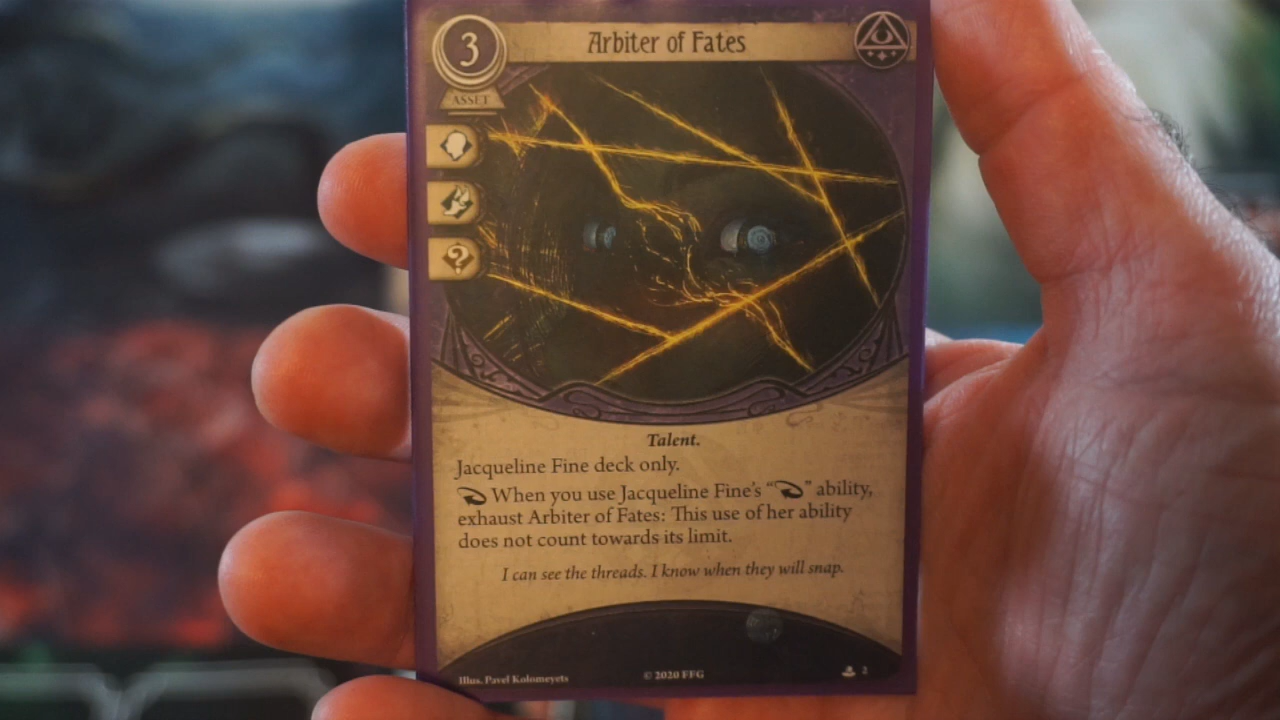 3
Arbiter of Fates
ASSET
?
Talent.
Jacqueline Fine deck only.
When you use Jacqueline Fine's “ ” ability,
exhaust Arbiter of Fates: This use of her ability
does not count towards its limit.
I can see the threads. I know when they will snap.
Illus. Pavel Kolomeyets
© 2020 FFG
2